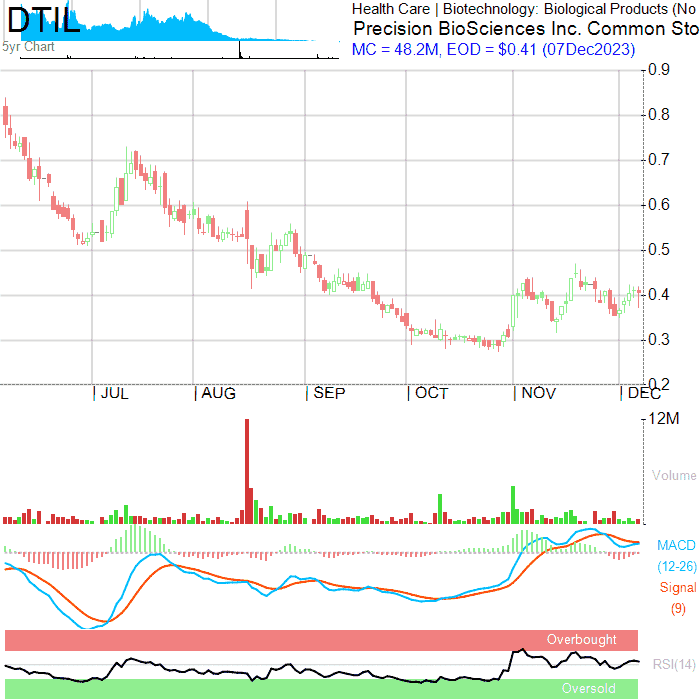 DTIL
5yr Chart
Health Care | Biotechnology: Biological Products (No
Precision BioSciences Inc. Common Sto
MC = 48.2M, EOD = $0.41 (07Dec2023)
0.9
0.8
0.7
0.6
0.5
0.4
0.3
0.2
JUL AUG SEP OCT NOV DEC
12M
Volume
MACD
(12-26)
Signal
(9)
Overbought
RSI(14)
Oversold